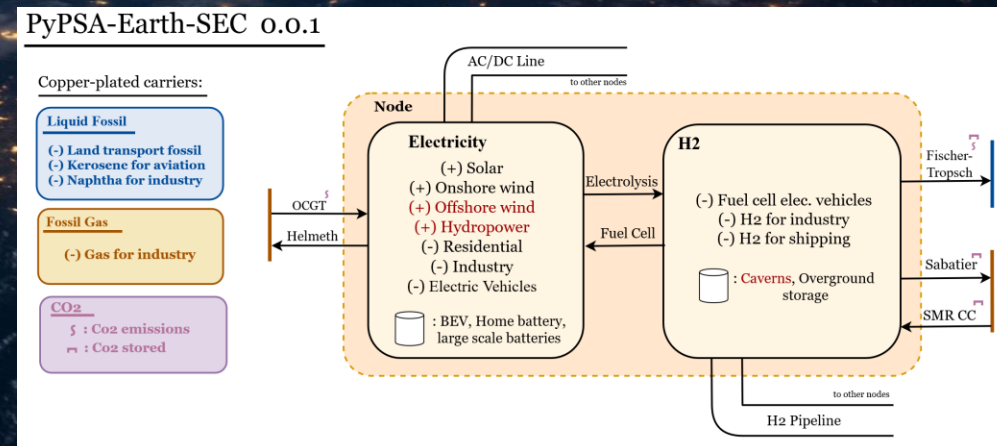 PyPSA-Earth-SEC 0.0.1
Copper-plated carriers:
Liquid Fossil
(-) Land transport fossil
(-) Kerosene for aviation
(-) Naphtha for industry
Fossil Gas
(-) Gas for industry
CO2
: Co2 emissions
: Co2 stored
AC/DC Line
to other nodes
Node
Electricity
(+) Solar
(+) Onshore wind
(+) Offshore wind
(+) Hydropower
(-) Residential
(-) Industry
(-) Electric Vehicles
: BEV, Home battery,
large scale batteries
OCGT
Helmeth
Electrolysis
Fuel Cell
H2
(-) Fuel cell elec. vehicles
(-) H2 for industry
(-) H2 for shipping
: Caverns, Overground
storage
Fischer-
Tropsch
Sabatier
SMR CC
to other nodes
H2 Pipeline